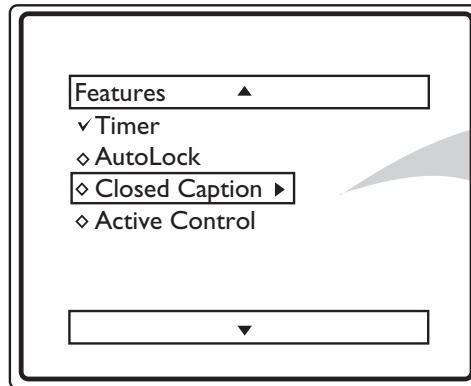 Features
Timer
AutoLock
Closed Caption
Active Control